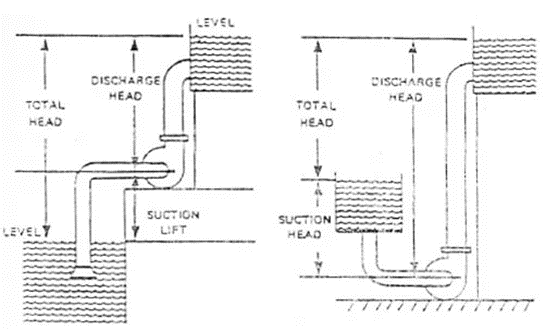 LEVEL
DISCHARGE
HEAD
TOTAL
HEAD
SUCTION
LIFT
LEVEL
DISCHARGE
HEAD
TOTAL
HEAD
SUCTION
HEAD